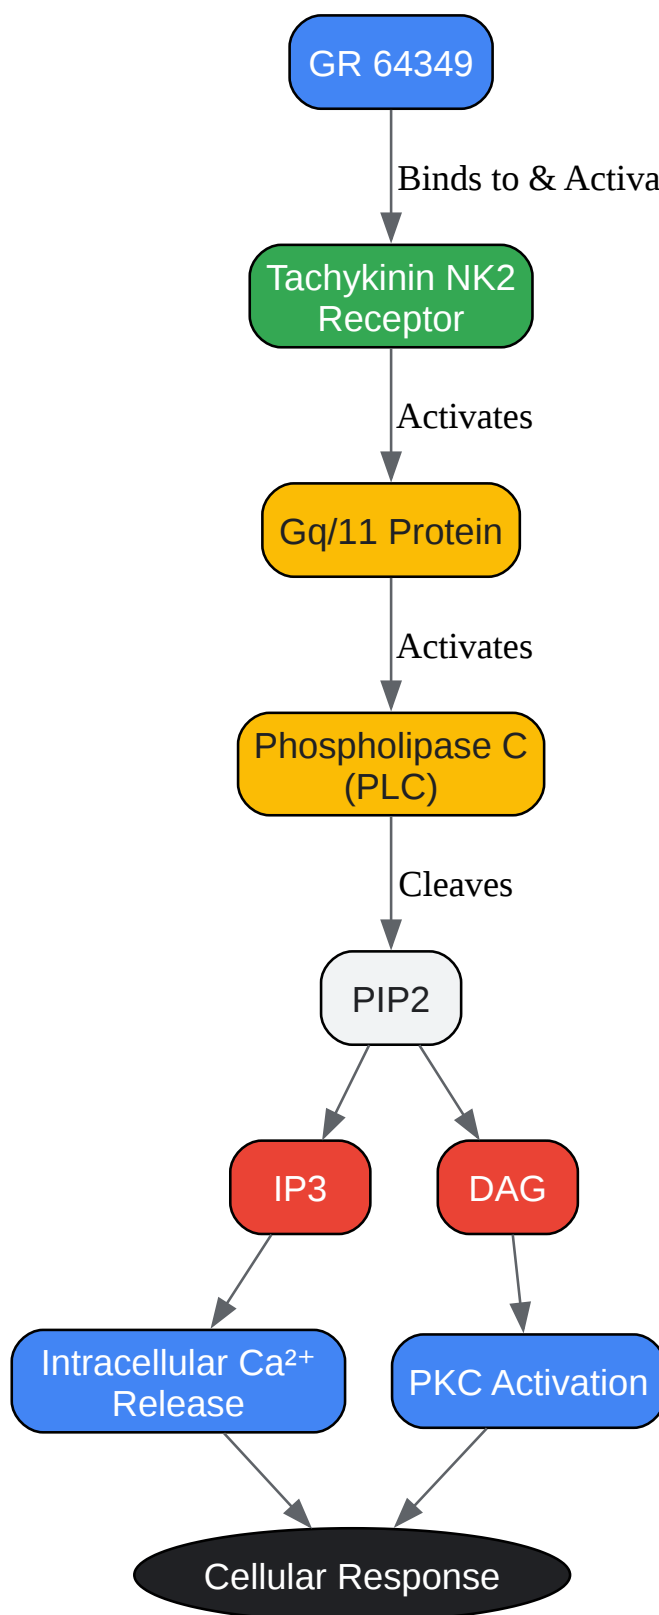 GR 64349
Binds to & Activa
Tachykinin NK2
Receptor
Activates
Gq/11 Protein
Activates
Phospholipase C
(PLC)
Cleaves
PIP2
IP3
DAG
Intracellular Ca²⁺
Release
PKC Activation
Cellular Response